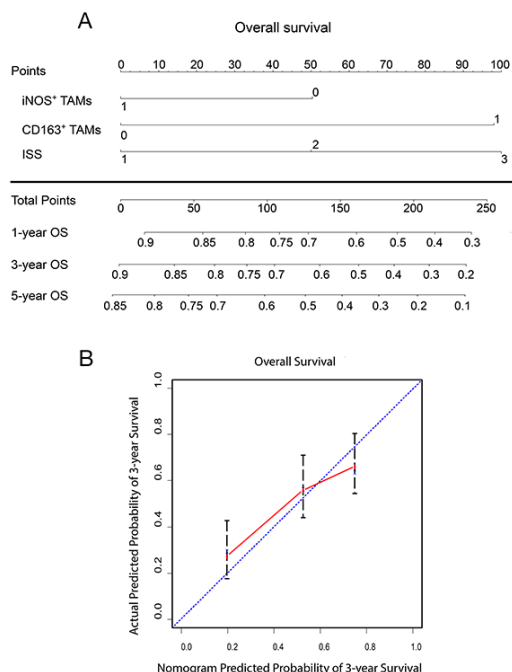 A
Overall survival
Points 0 10 20 30 40 50 60 70 80 90 100
iNOS+ TAMs 1 0
CD163+ TAMs 0 1
ISS 1 2 3
Total Points 0 50 100 150 200 250
1-year OS 0.9 0.85 0.8 0.75 0.7 0.6 0.5 0.4 0.3
3-year OS 0.9 0.85 0.8 0.75 0.7 0.6 0.5 0.4 0.3 0.2
5-year OS 0.85 0.8 0.75 0.7 0.6 0.5 0.4 0.3 0.2 0.1
B
Overall Survival
Actual Predicted Probability of 3-year Survival
1.0
0.8
0.6
0.4
0.2
0.0
0.0 0.2 0.4 0.6 0.8 1.0
Nomogram Predicted Probability of 3-year Survival